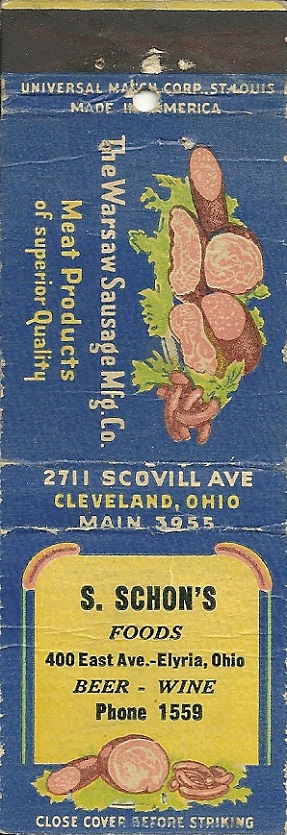 UNIVERSAL MATCH CORP. ST. LOUIS
MADE IN AMERICA
The Warsaw Sausage Mfg. Co.
Meat Products
of superior Quality
2711 SCOVILL AVE
CLEVELAND, OHIO
MAIN 3955
S. SCHON'S
FOODS
400 East Ave.-Elyria, Ohio
BEER - WINE
Phone 1559
CLOSE COVER BEFORE STRIKING